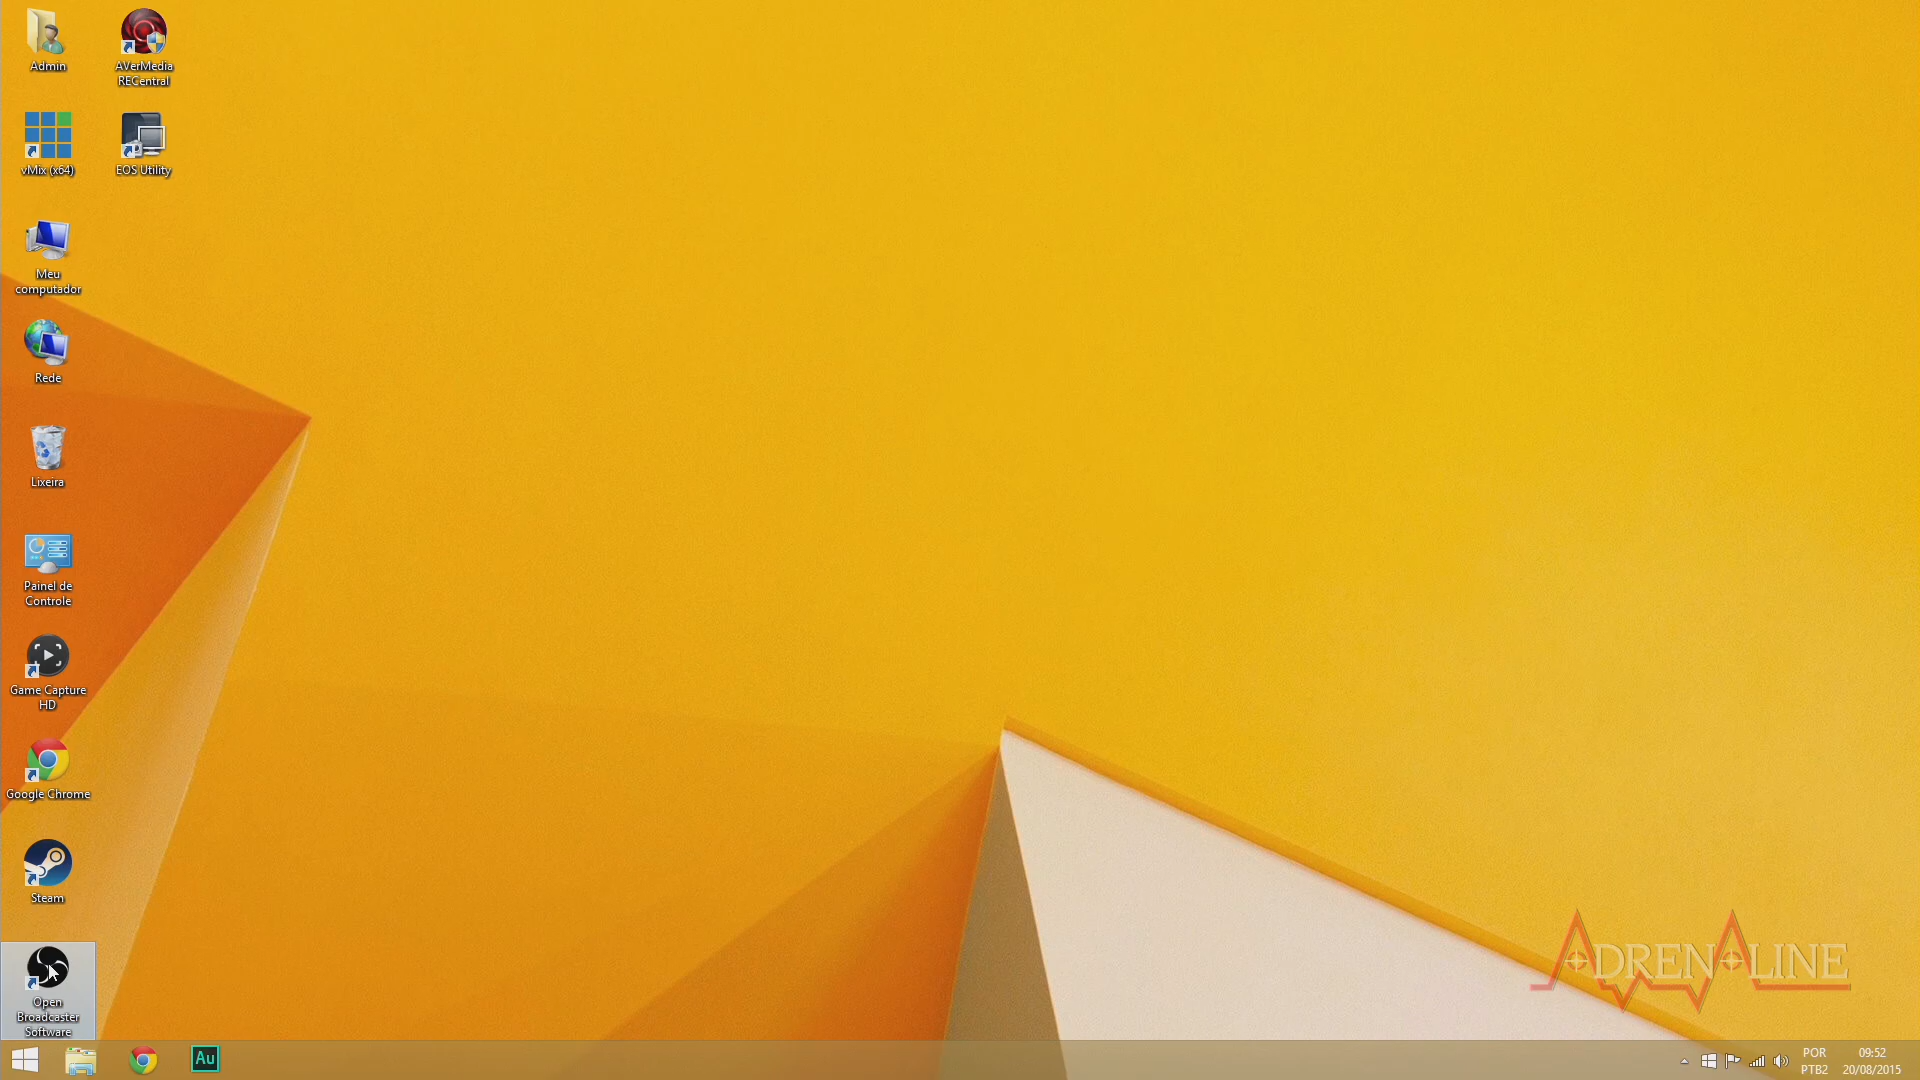 Admin
AVerMedia
RECentral
vMix (x64)
EOS Utility
Meu
computador
Rede
Lixeira
Painel de
Controle
Game Capture
HD
Google Chrome
Steam
Open
Broadcaster
Software
ADRENALINE
Au
POR
PTB2
09:52
20/08/2015